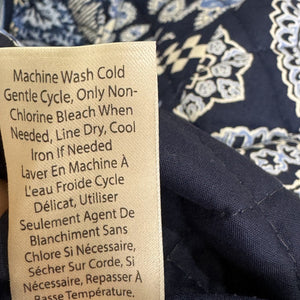 Machine Wash Cold
Gentle Cycle, Only Non-
Chlorine Bleach When
Needed, Line Dry, Cool
Iron If Needed
Laver En Machine À
L'eau Froide Cycle
Délicat, Utiliser
Seulement Agent De
Blanchiment Sans
Chlore Si Nécessaire,
Sécher Sur Corde, Si
Nécessaire, Repasser À
Basse Température,